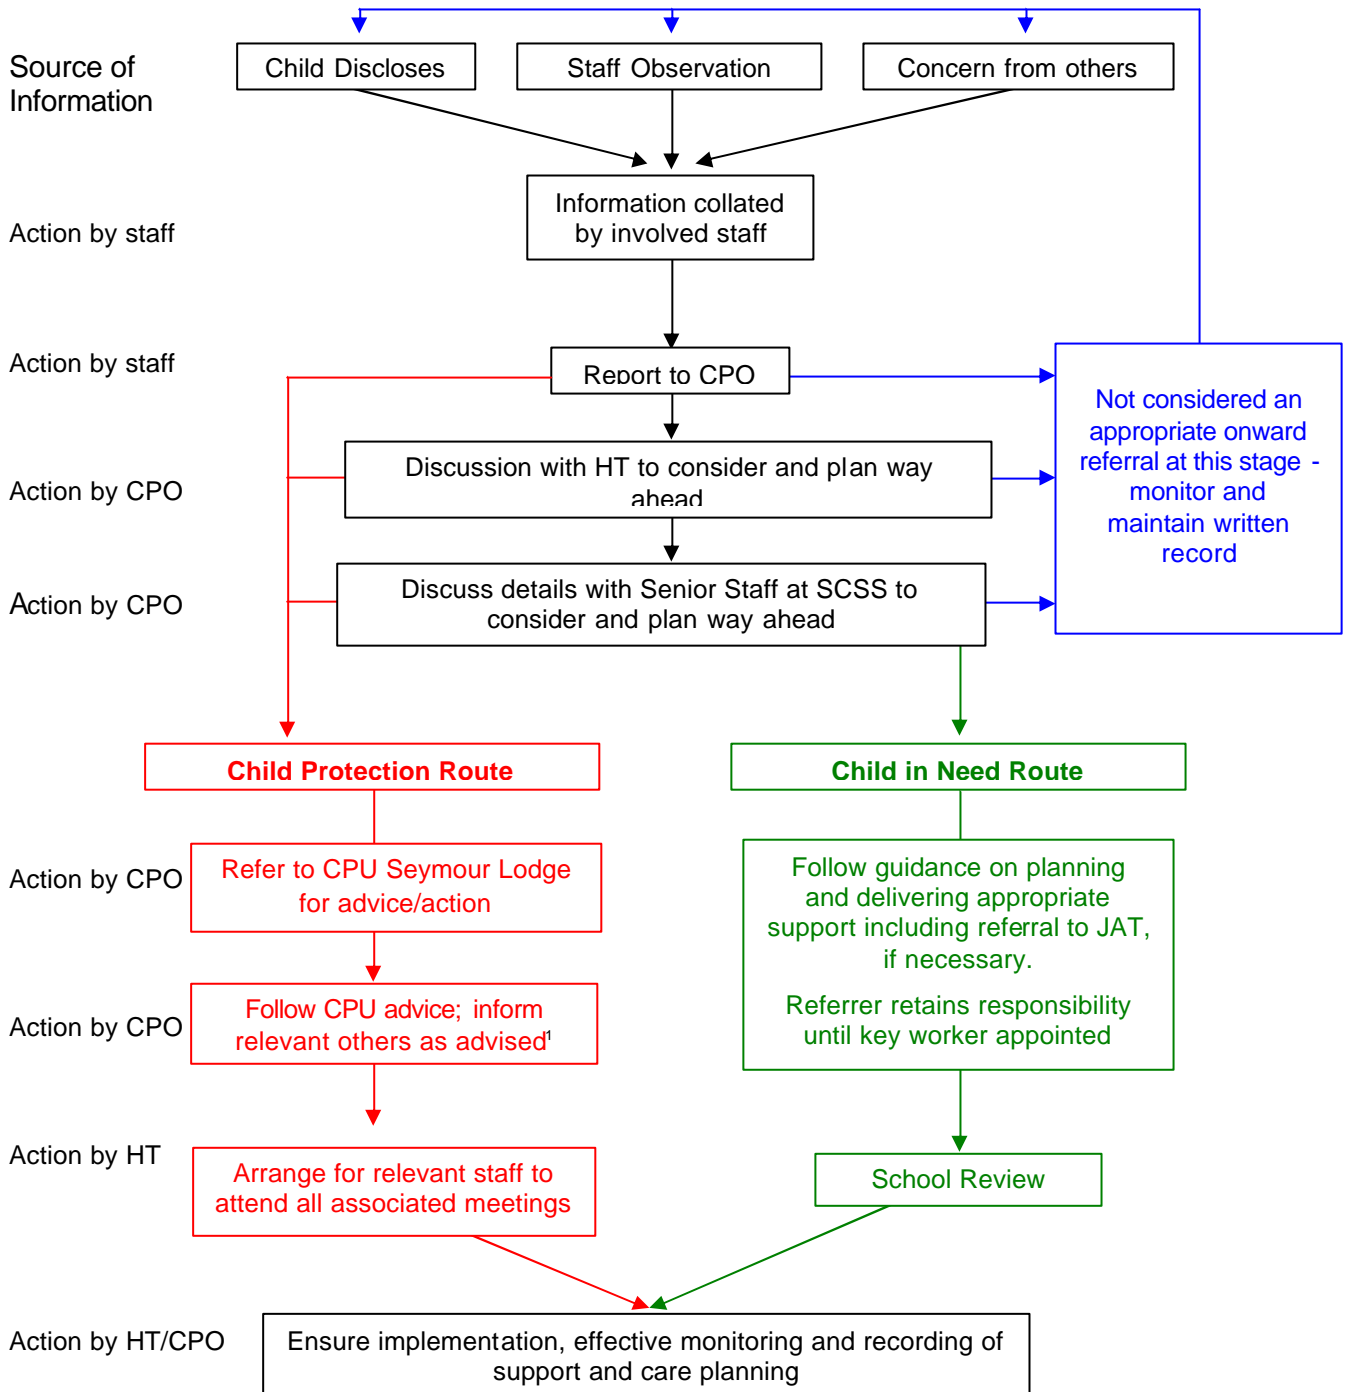 Source of
Information
Child Discloses
Staff Observation
Concern from others
Action by staff
Information collated
by involved staff
Action by staff
Report to CPO
Not considered an
appropriate onward
referral at this stage -
monitor and
maintain written
record
Action by CPO
Discussion with HT to consider and plan way
ahead
Action by CPO
Discuss details with Senior Staff at SCSS to
consider and plan way ahead
Child Protection Route
Child in Need Route
Action by CPO
Refer to CPU Seymour Lodge
for advice/action
Follow guidance on planning
and delivering appropriate
support including referral to JAT,
if necessary.
Referrer retains responsibility
until key worker appointed
Action by CPO
Follow CPU advice; inform
relevant others as advised¹
Action by HT
Arrange for relevant staff to
attend all associated meetings
School Review
Action by HT/CPO
Ensure implementation, effective monitoring and recording of
support and care planning